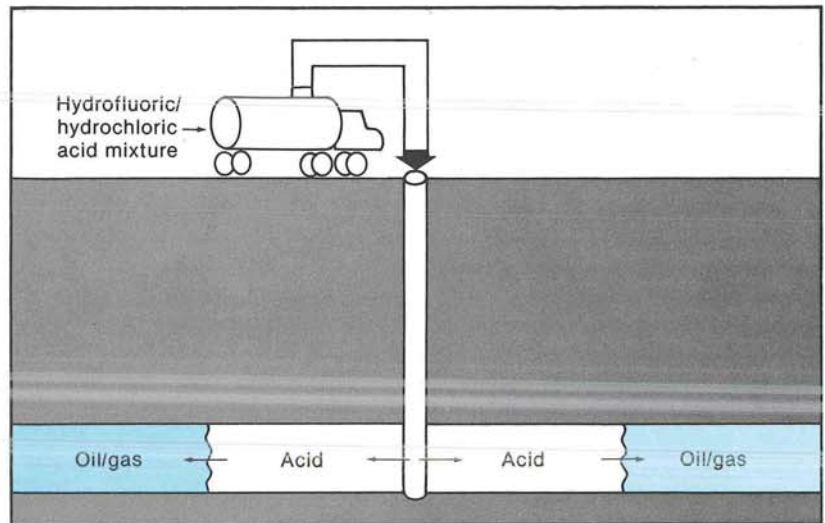 Hydrofluoric/
hydrochloric
acid mixture
Oil/gas
Acid
Acid
Oil/gas